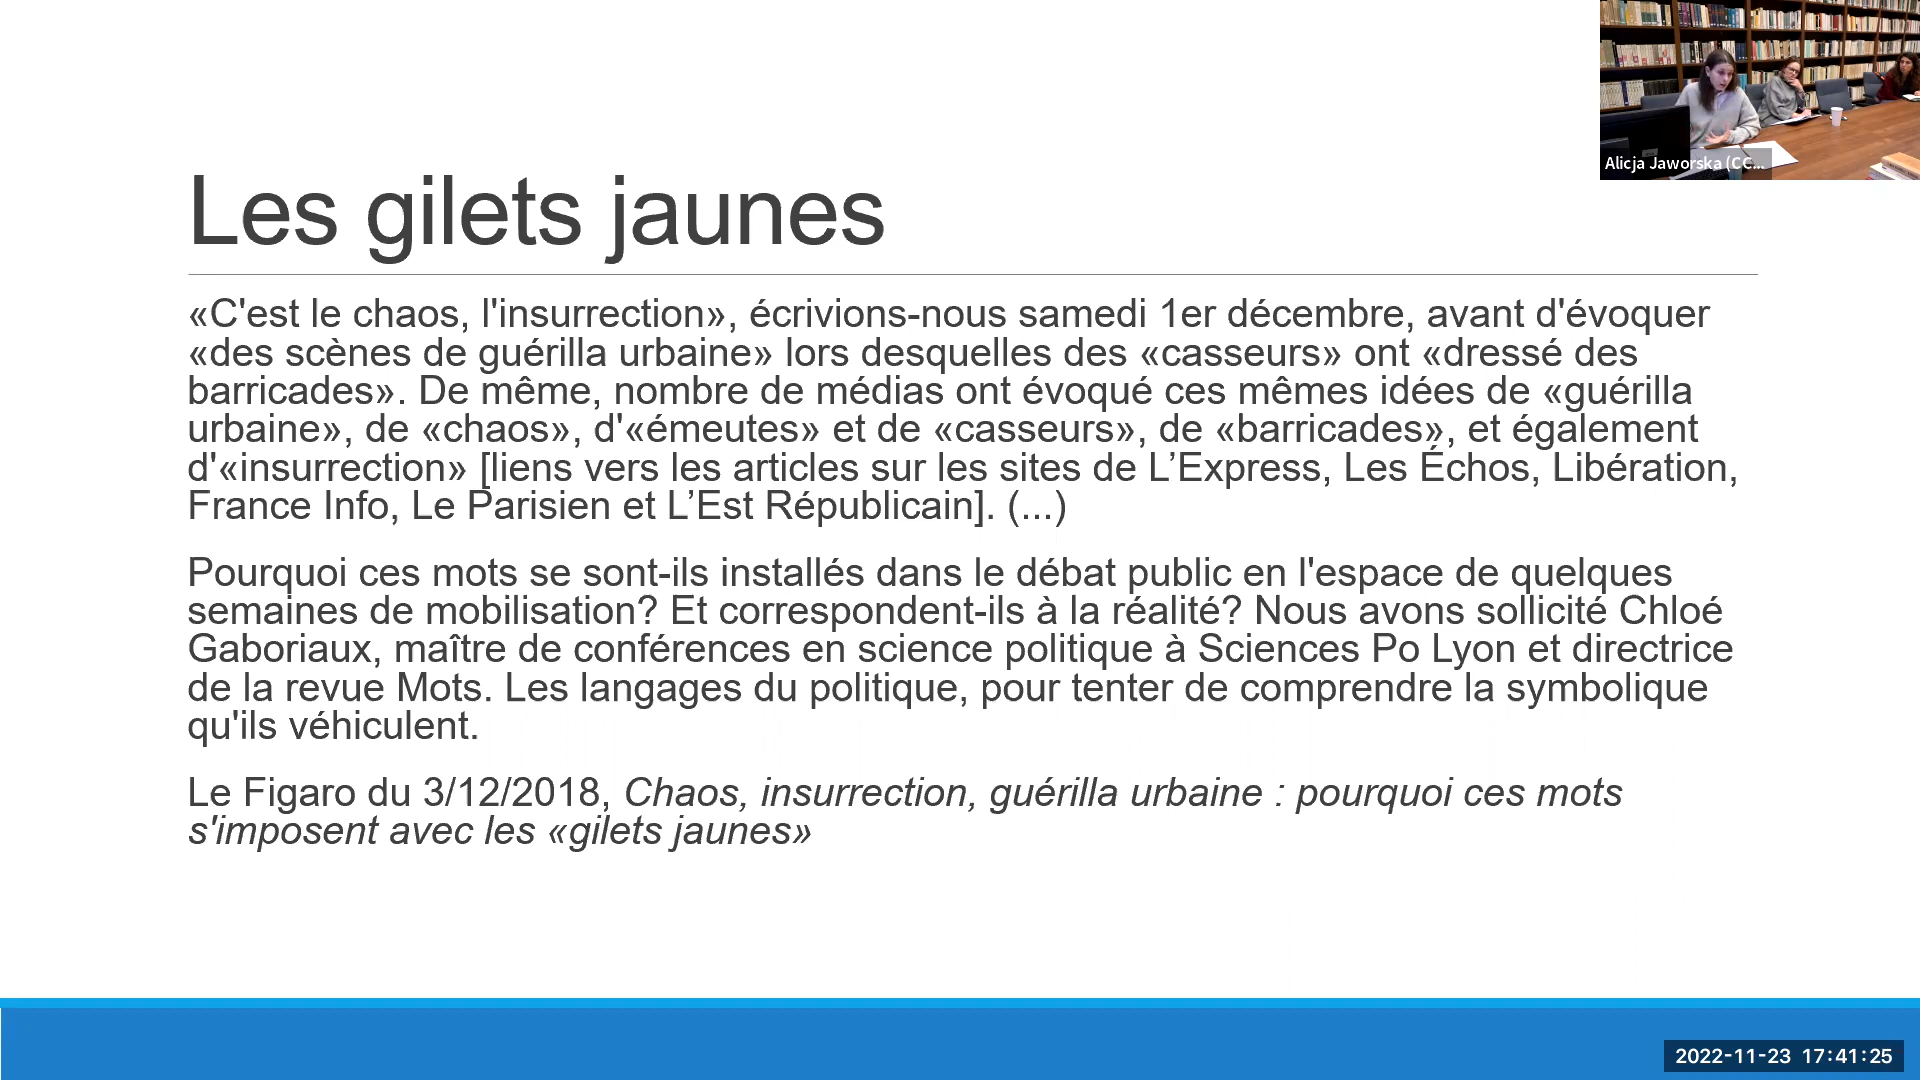 Alicja Jaworska (CC...
Les gilets jaunes
«C'est le chaos, l'insurrection», écrivions-nous samedi 1er décembre, avant d'évoquer
«des scènes de guérilla urbaine» lors desquelles des «casseurs» ont «dressé des
barricades». De même, nombre de médias ont évoqué ces mêmes idées de «guérilla
urbaine», de «chaos», d'«émeutes» et de «casseurs», de «barricades», et également
d'«insurrection» [liens vers les articles sur les sites de L’Express, Les Échos, Libération,
France Info, Le Parisien et L’Est Républicain]. (...)
Pourquoi ces mots se sont-ils installés dans le débat public en l'espace de quelques
semaines de mobilisation? Et correspondent-ils à la réalité? Nous avons sollicité Chloé
Gaboriaux, maître de conférences en science politique à Sciences Po Lyon et directrice
de la revue Mots. Les langages du politique, pour tenter de comprendre la symbolique
qu'ils véhiculent.
Le Figaro du 3/12/2018, Chaos, insurrection, guérilla urbaine : pourquoi ces mots
s'imposent avec les «gilets jaunes»
2022-11-23 17:41:25